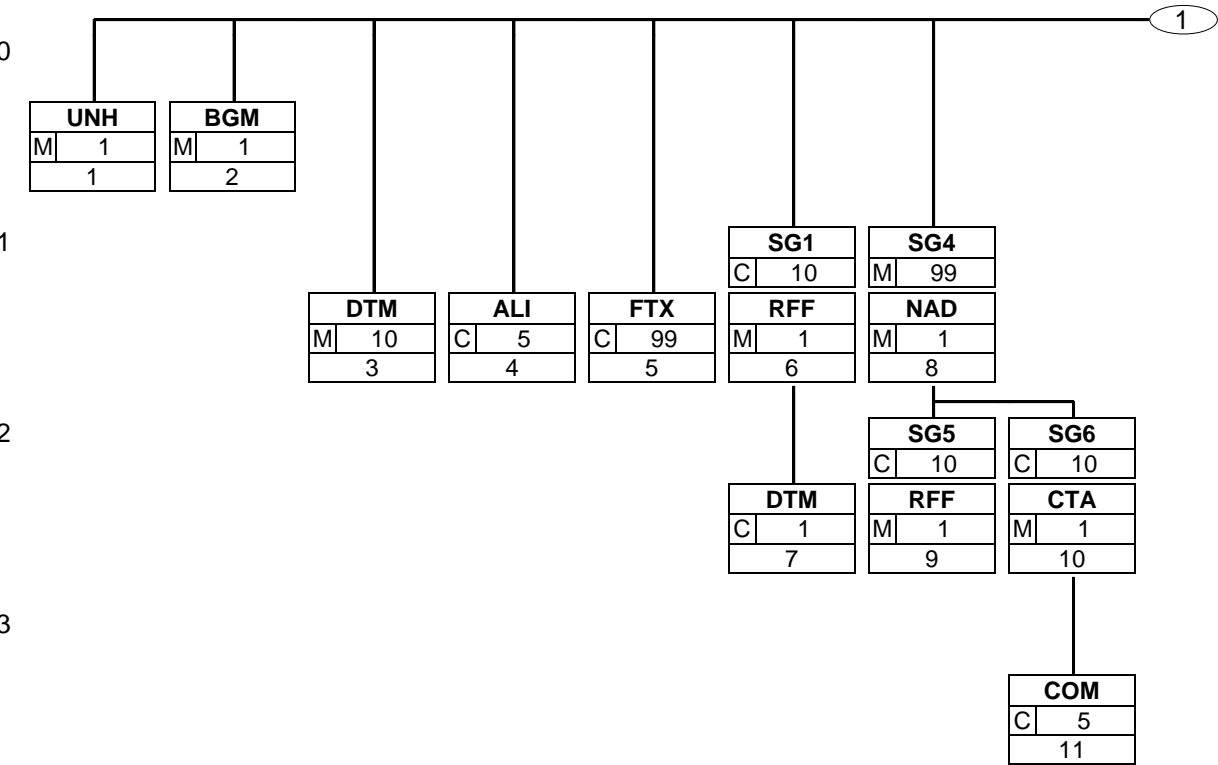 1
0
UNH BGM
M 1 M 1
1 2
1
SG1 SG4
C 10 M 99
DTM ALI FTX RFF NAD
M 10 C 5 C 99 M 1 M 1
3 4 5 6 8
2
SG5 SG6
C 10 C 10
DTM RFF CTA
C 1 M 1 M 1
7 9 10
3
COM
C 5
11